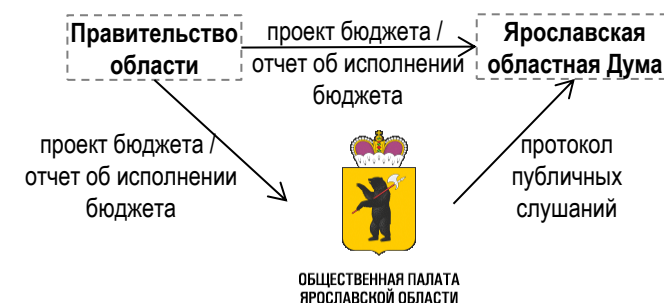 Правительство
области
проект бюджета /
отчет об исполнении
бюджета
Ярославская
областная Дума
проект бюджета /
отчет об исполнении
бюджета
протокол
публичных
слушаний
ОБЩЕСТВЕННАЯ ПАЛАТА
ЯРОСЛАВСКОЙ ОБЛАСТИ